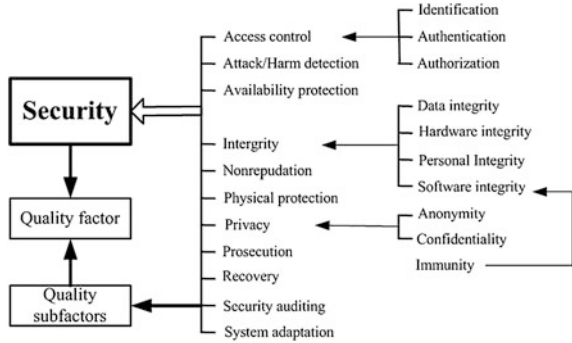 Security
Quality factor
Quality
subfactors
Access control
Attack/Harm detection
Availability protection
Intergrity
Nonrepudation
Physical protection
Privacy
Prosecution
Recovery
Security auditing
System adaptation
Identification
Authentication
Authorization
Data integrity
Hardware integrity
Personal Integrity
Software integrity
Anonymity
Confidentiality
Immunity